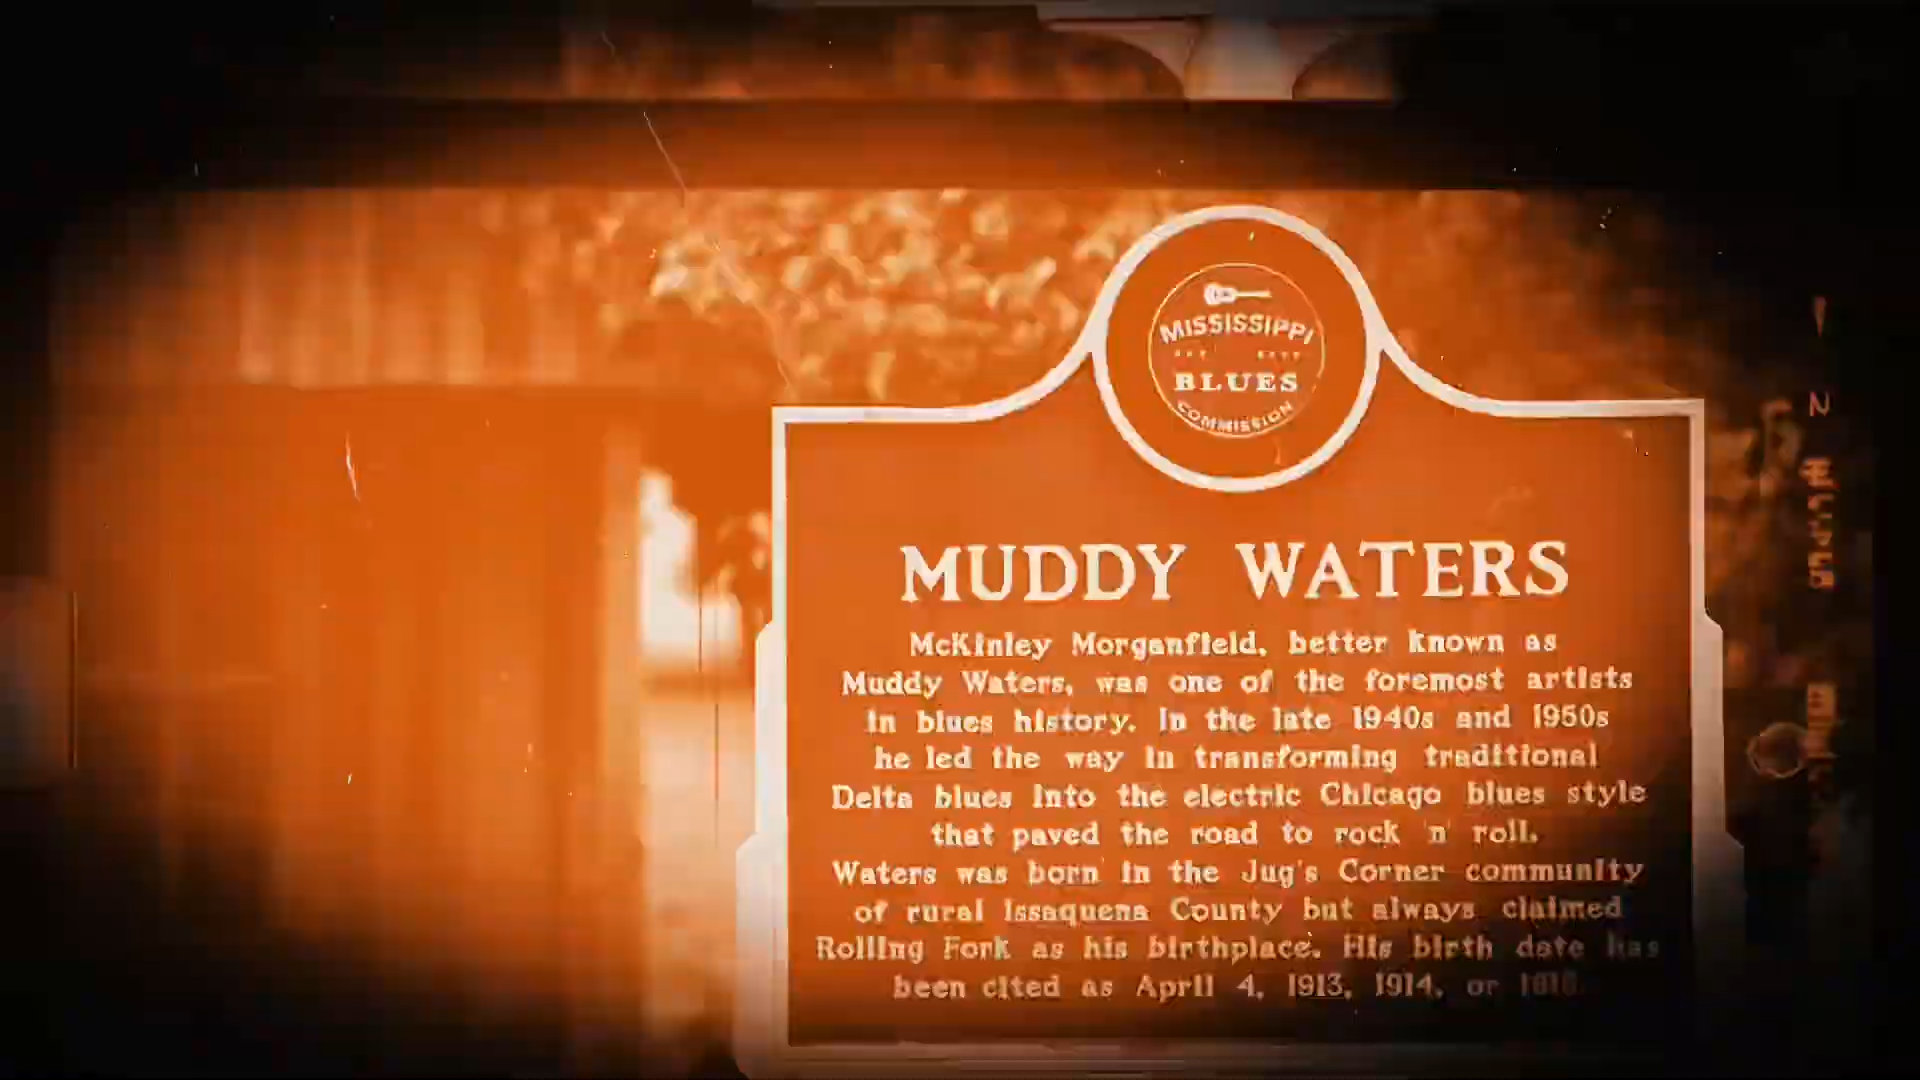 MISSISSIPPI
BLUES
COMMISSION
MUDDY WATERS
McKinley Morganfield, better known as
Muddy Waters, was one of the foremost artists
in blues history. In the late 1940s and 1950s
he led the way in transforming traditional
Delta blues into the electric Chicago blues style
that paved the road to rock 'n' roll.
Waters was born in the Jug's Corner community
of rural Issaquena County but always claimed
Rolling Fork as his birthplace. His birth date has
been cited as April 4, 1913, 1914, or